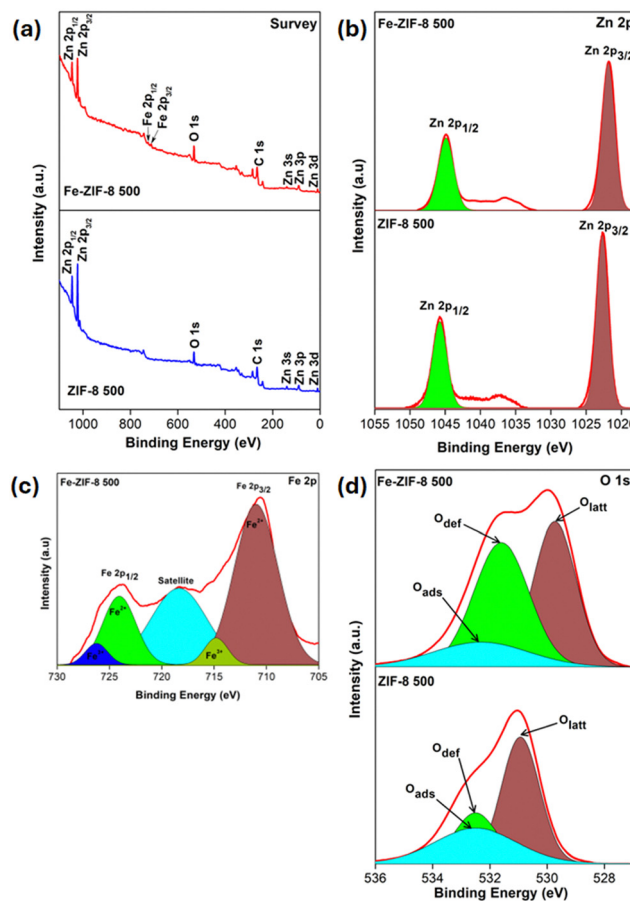 (a)
Survey
Zn 2p1/2
Zn 2p3/2
Fe 2p1/2
Fe 2p3/2
O 1s
C 1s
Zn 3s
Zn 3p
Zn 3d
Fe-ZIF-8 500
Zn 2p1/2
Zn 2p3/2
O 1s
C 1s
Zn 3s
Zn 3p
Zn 3d
ZIF-8 500
Intensity (a.u)
1000 800 600 400 200 0
Binding Energy (eV)
(b)
Fe-ZIF-8 500
Zn 2p
Zn 2p3/2
Zn 2p1/2
ZIF-8 500
Zn 2p3/2
Zn 2p1/2
Intensity (a.u.)
1055 1050 1045 1040 1035 1030 1025 1020
Binding Energy (eV)
(c)
Fe-ZIF-8 500
Fe 2p
Fe 2p3/2
Fe 2p1/2
Satellite
Intensity (a.u)
730 725 720 715 710 705
Binding Energy (eV)
(d)
Fe-ZIF-8 500
O 1s
Olatt
Odef
Oads
ZIF-8 500
Olatt
Odef
Oads
Intensity (a.u.)
536 534 532 530 528
Binding Energy (eV)